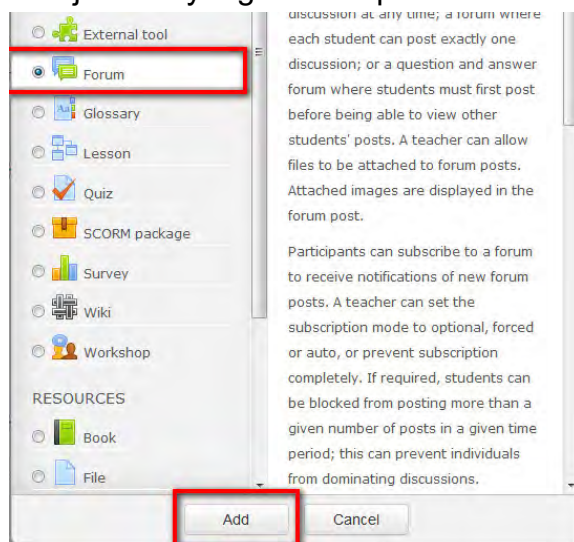 External tool
Forum
Glossary
Lesson
Quiz
SCORM package
Survey
Wiki
Workshop
RESOURCES
Book
File
discussion at any time; a forum where
each student can post exactly one
discussion; or a question and answer
forum where students must first post
before being able to view other
students' posts. A teacher can allow
files to be attached to forum posts.
Attached images are displayed in the
forum post.
Participants can subscribe to a forum
to receive notifications of new forum
posts. A teacher can set the
subscription mode to optional, forced
or auto, or prevent subscription
completely. If required, students can
be blocked from posting more than a
given number of posts in a given time
period; this can prevent individuals
from dominating discussions.
Add
Cancel